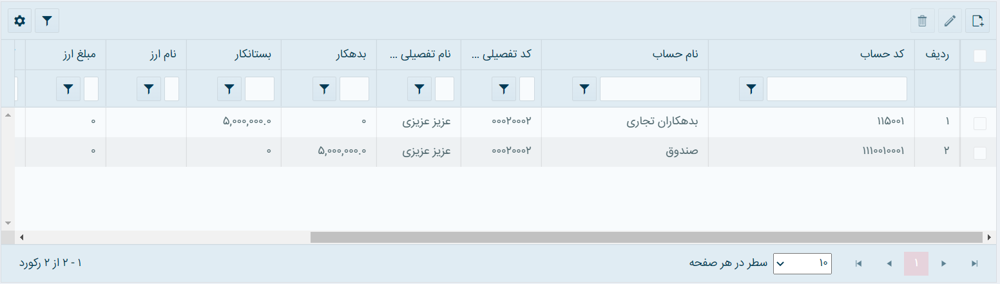 ردیف کد حساب نام حساب کد تفصیلی ... نام تفصیلی ... بدهکار بستانکار نام ارز مبلغ ارز
۱ ۱۱۵۰۰۱ بدهکاران تجاری ۰۰۰۲۰۰۰۲ عزیز عزیزی ۰ ۵,۰۰۰,۰۰۰.۰ ۰
۲ ۱۱۱۰۰۱۰۰۰۱ صندوق ۰۰۰۲۰۰۰۲ عزیز عزیزی ۵,۰۰۰,۰۰۰.۰ ۰ ۰
۱ ۱۰ سطر در هر صفحه ۱ - ۲ از ۲ رکورد